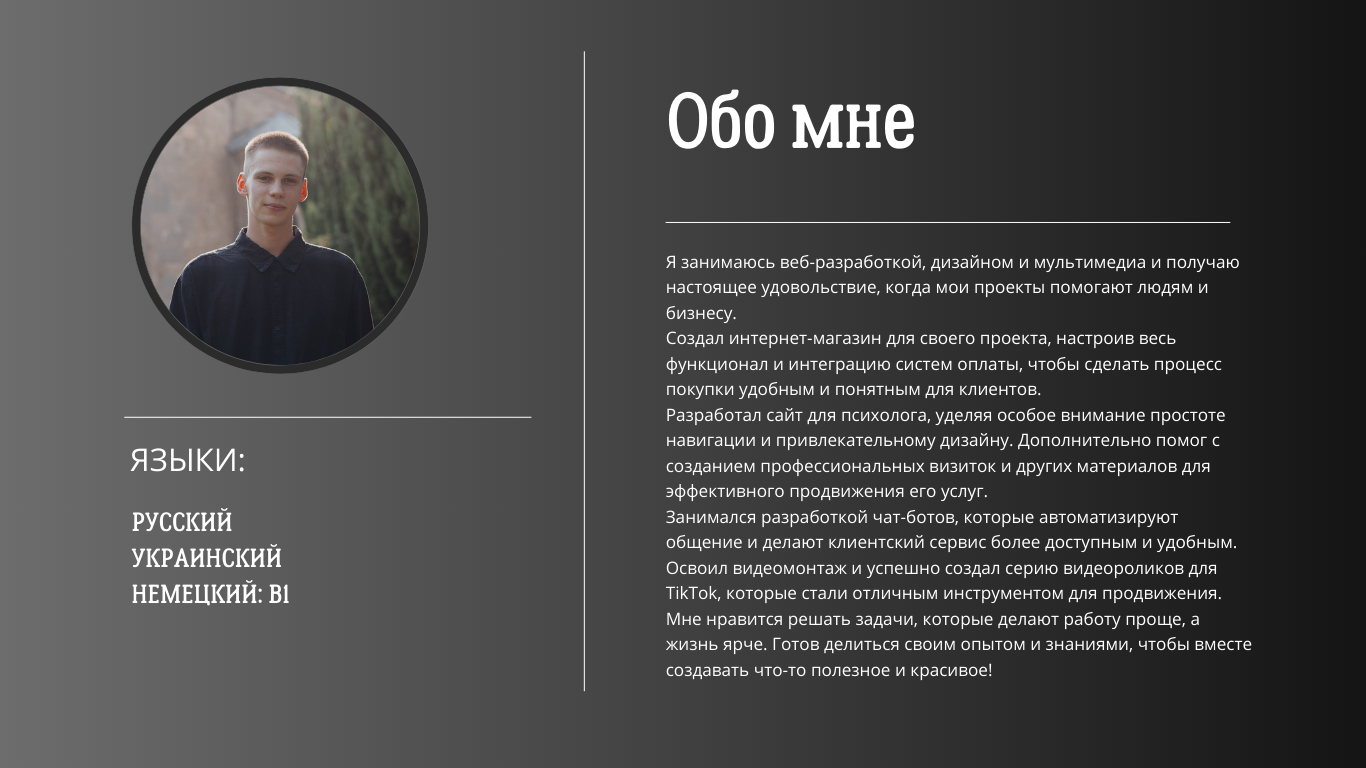 Обо мне
Я занимаюсь веб-разработкой, дизайном и мультимедиа и получаю
настоящее удовольствие, когда мои проекты помогают людям и
бизнесу.
Создал интернет-магазин для своего проекта, настроив весь
функционал и интеграцию систем оплаты, чтобы сделать процесс
покупки удобным и понятным для клиентов.
Разработал сайт для психолога, уделяя особое внимание простоте
навигации и привлекательному дизайну. Дополнительно помог с
созданием профессиональных визиток и других материалов для
эффективного продвижения его услуг.
Занимался разработкой чат-ботов, которые автоматизируют
общение и делают клиентский сервис более доступным и удобным.
Освоил видеомонтаж и успешно создал серию видеороликов для
TikTok, которые стали отличным инструментом для продвижения.
Мне нравится решать задачи, которые делают работу проще, а
жизнь ярче. Готов делиться своим опытом и знаниями, чтобы вместе
создавать что-то полезное и красивое!
ЯЗЫКИ:
РУССКИЙ
УКРАИНСКИЙ
НЕМЕЦКИЙ: B1